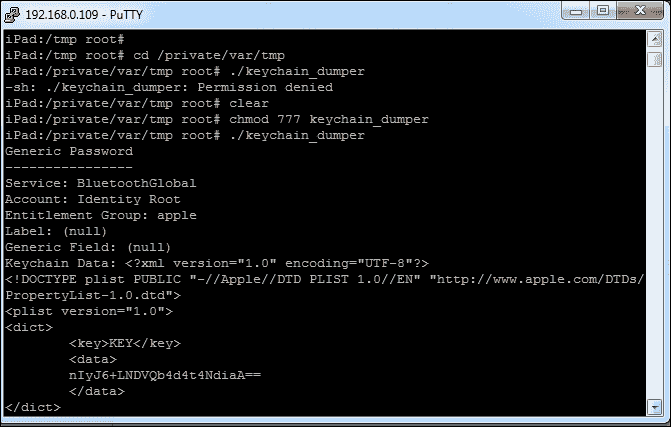 192.168.0.109 - PuTTY
iPad:/tmp root#
iPad:/tmp root# cd /private/var/tmp
iPad:/private/var/tmp root# ./keychain_dumper
-sh: ./keychain_dumper: Permission denied
iPad:/private/var/tmp root# clear
iPad:/private/var/tmp root# chmod 777 keychain_dumper
iPad:/private/var/tmp root# ./keychain_dumper
Generic Password
----------------
Service: BluetoothGlobal
Account: Identity Root
Entitlement Group: apple
Label: (null)
Generic Field: (null)
Keychain Data: <?xml version="1.0" encoding="UTF-8"?>
<!DOCTYPE plist PUBLIC "-//Apple//DTD PLIST 1.0//EN" "http://www.apple.com/DTDs/
PropertyList-1.0.dtd">
<plist version="1.0">
<dict>
        <key>KEY</key>
        <data>
        nIyJ6+LNDVQb4d4t4NdiaA==
        </data>
</dict>